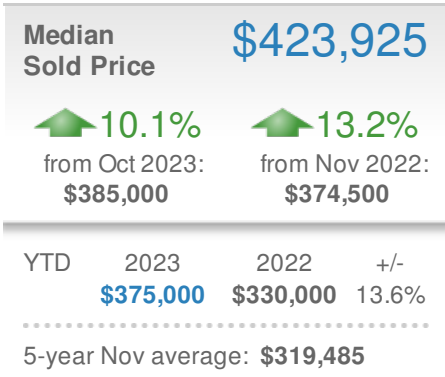 Median $423,925
Sold Price
10.1% 13.2%
from Oct 2023: from Nov 2022:
$385,000 $374,500
YTD 2023 2022 +/-
$375,000 $330,000 13.6%
5-year Nov average: $319,485